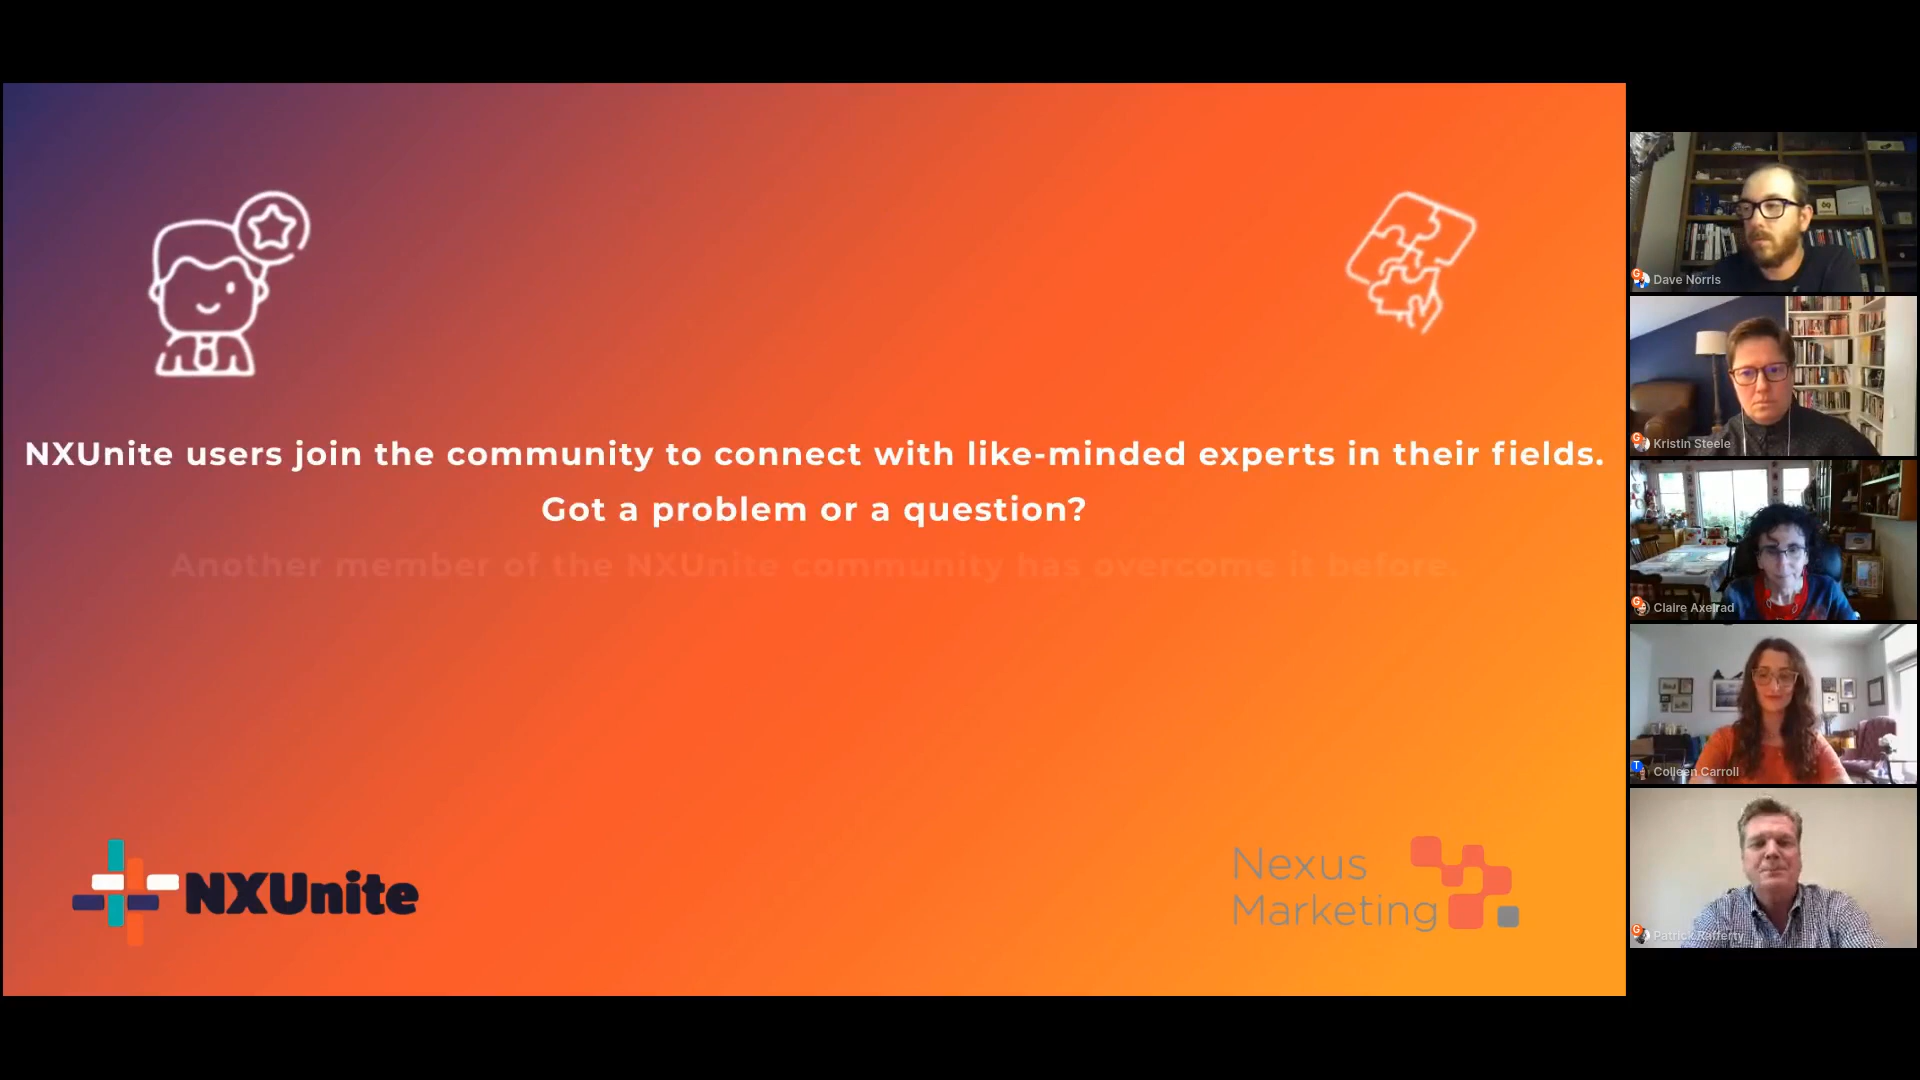 NXUnite users join the community to connect with like-minded experts in their fields.
Got a problem or a question?
Another member of the NXUnite community has overcome it before.
NXUnite
Nexus
Marketing
Dave Norris
Kristin Steele
Claire Axelrad
Colleen Carroll
Patrick Rafferty